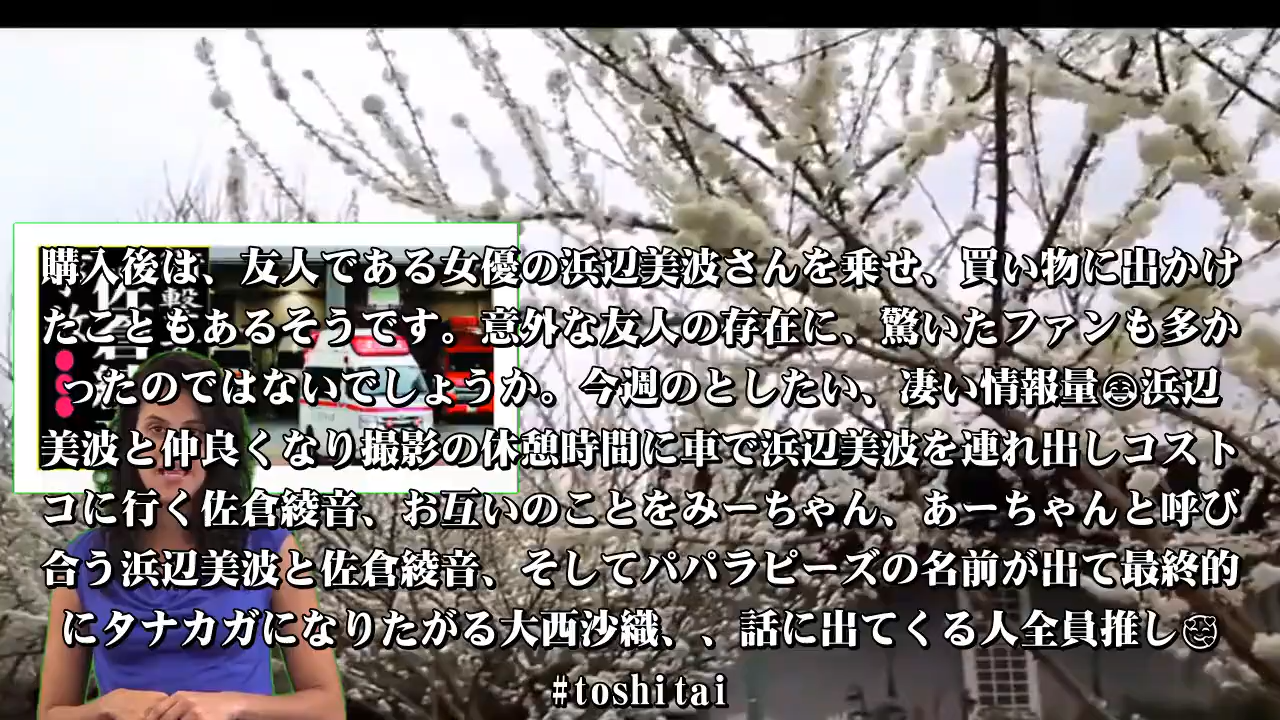 購入後は、友人である女優の浜辺美波さんを乗せ、買い物に出かけ
たこともあるそうです。意外な友人の存在に、驚いたファンも多か
ったのではないでしょうか。今週のとしたい、凄い情報量浜辺
美波と仲良くなり撮影の休憩時間に車で浜辺美波を連れ出しコスト
コに行く佐倉綾音、お互いのことをみーちゃん、あーちゃんと呼び
合う浜辺美波と佐倉綾音、そしてパパラピーズの名前が出て最終的
にタナカガになりたがる大西沙織、、話に出てくる人全員推し
#toshitai